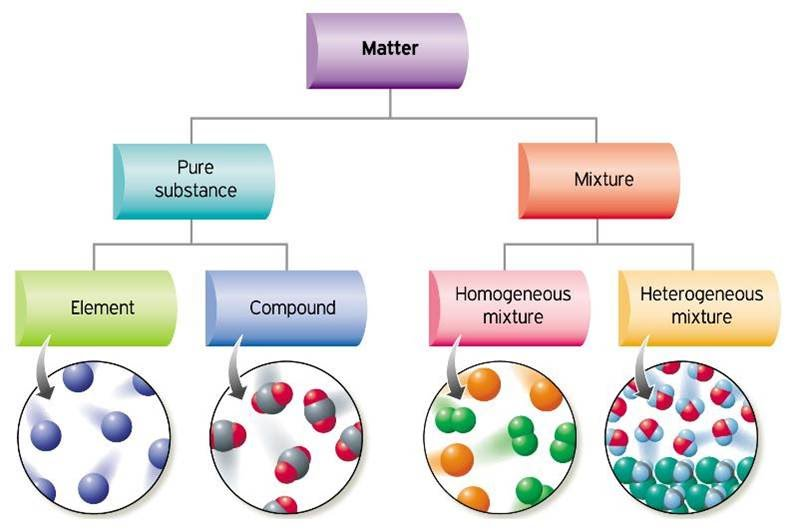 Matter
Pure
substance
Mixture
Element
Compound
Homogeneous
mixture
Heterogeneous
mixture